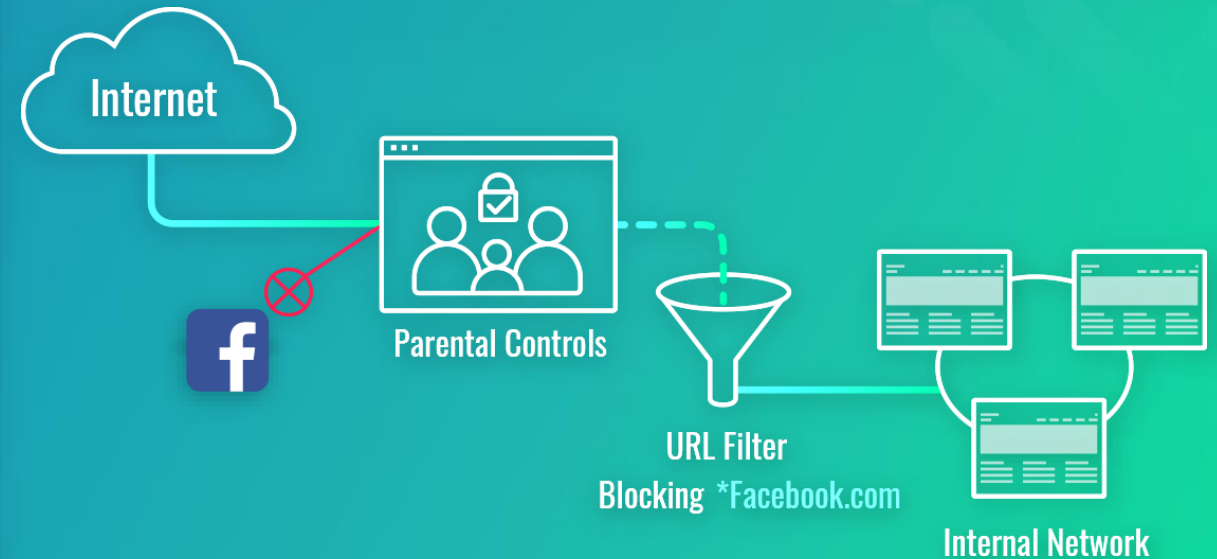 Internet
Parental Controls
URL Filter
Blocking *Facebook.com
Internal Network